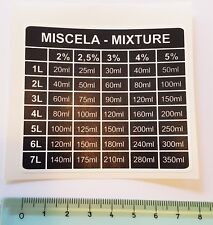 MISCELA - MIXTURE
2% 2,5% 3% 4% 5%
1L 20ml 25ml 30ml 40ml 50ml
2L 40ml 50ml 60ml 80ml 100ml
3L 60ml 75ml 90ml 120ml 150ml
4L 80ml 100ml 120ml 160ml 200ml
5L 100ml 125ml 150ml 200ml 250ml
6L 120ml 150ml 180ml 240ml 300ml
7L 140ml 175ml 210ml 280ml 350ml
0 1 2 3 4 5 6 7 8